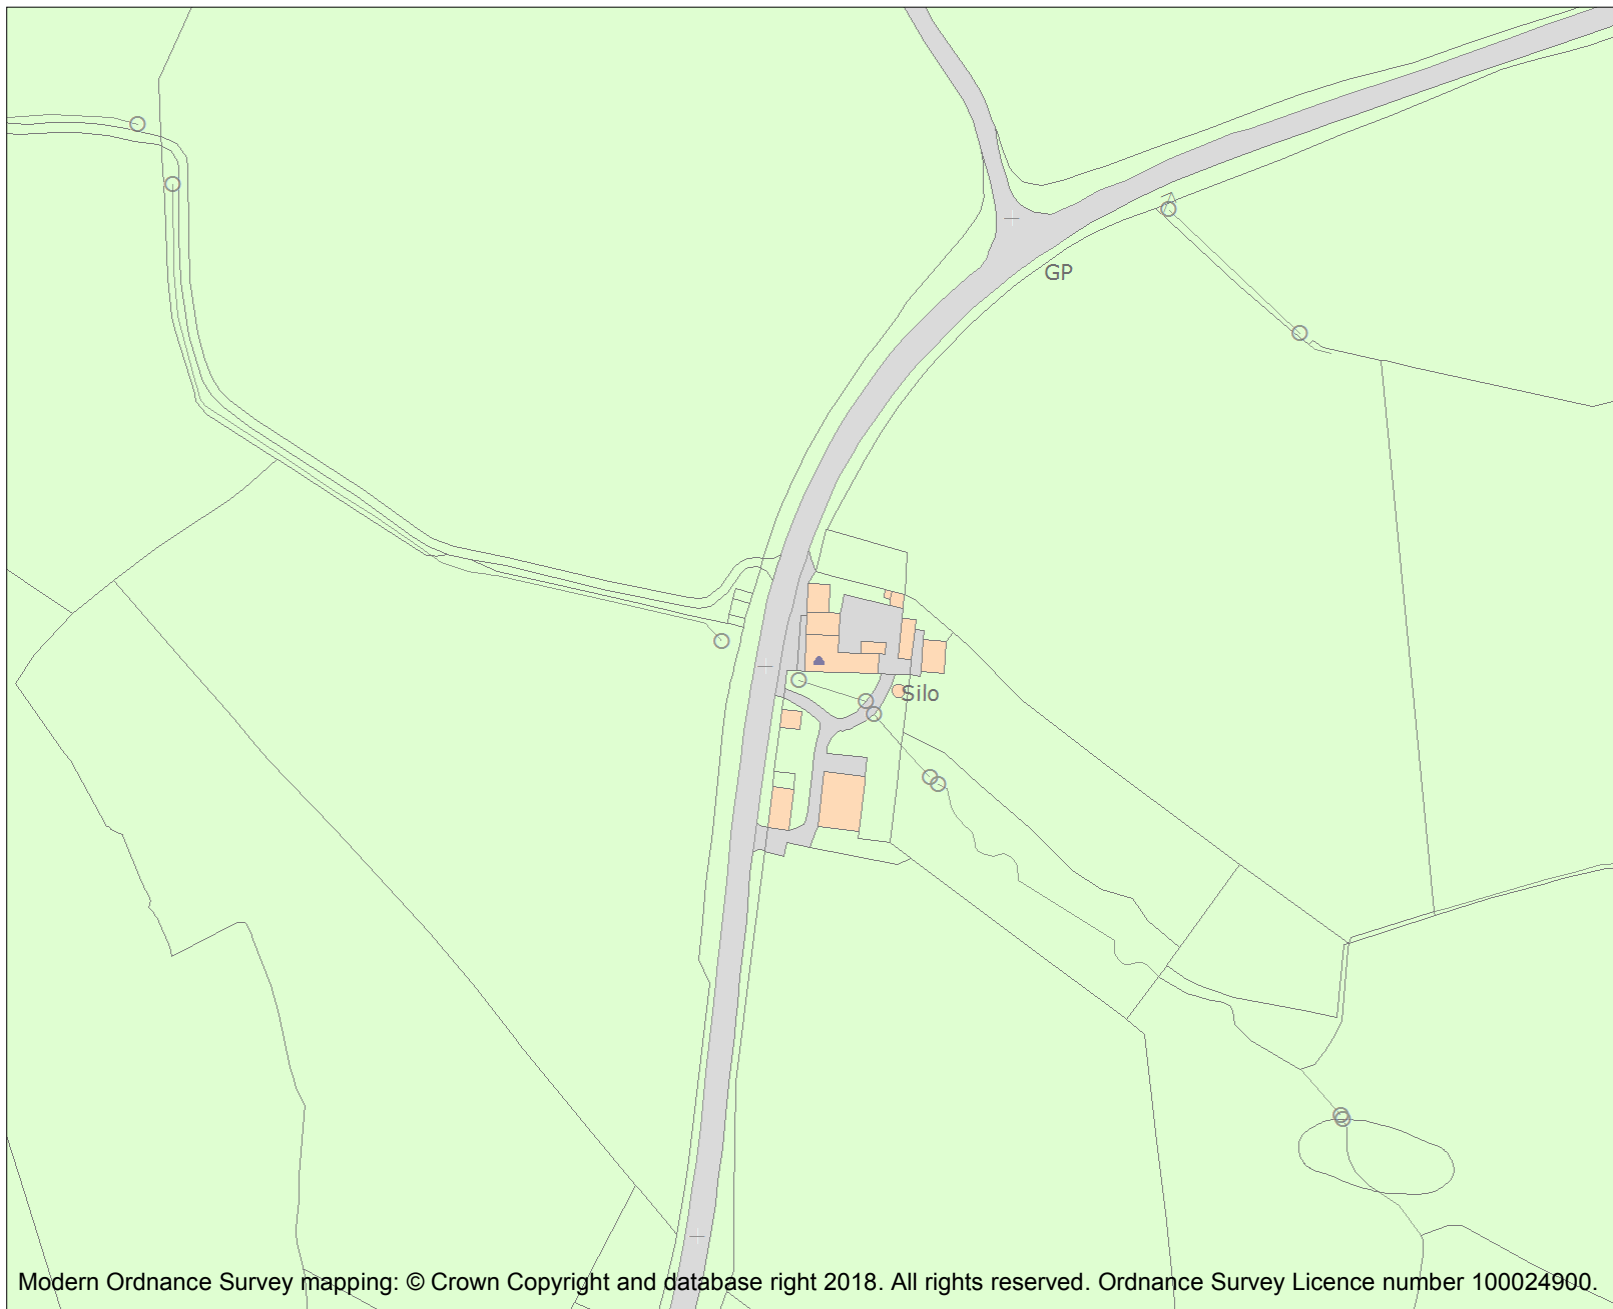 GP
Silo
Modern Ordnance Survey mapping: © Crown Copyright and database right 2018. All rights reserved. Ordnance Survey Licence number 100024900.